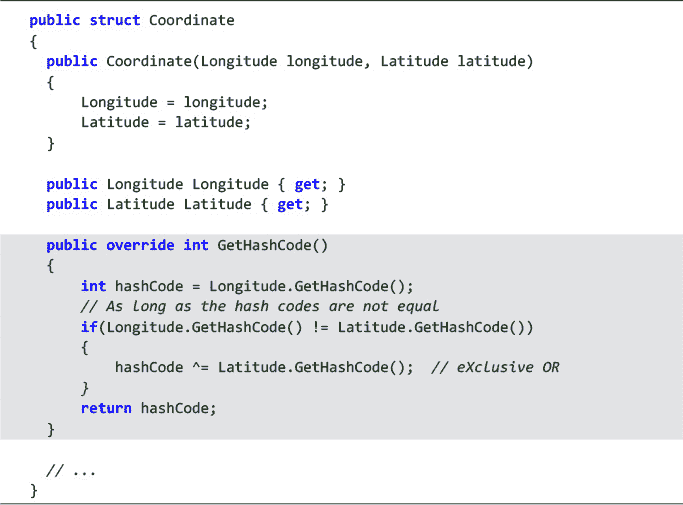 public struct Coordinate
{
  public Coordinate(Longitude longitude, Latitude latitude)
  {
      Longitude = longitude;
      Latitude = latitude;
  }

  public Longitude Longitude { get; }
  public Latitude Latitude { get; }

  public override int GetHashCode()
  {
      int hashCode = Longitude.GetHashCode();
      // As long as the hash codes are not equal
      if(Longitude.GetHashCode() != Latitude.GetHashCode())
      {
          hashCode ^= Latitude.GetHashCode();  // eXclusive OR
      }
      return hashCode;
  }

  // ...
}